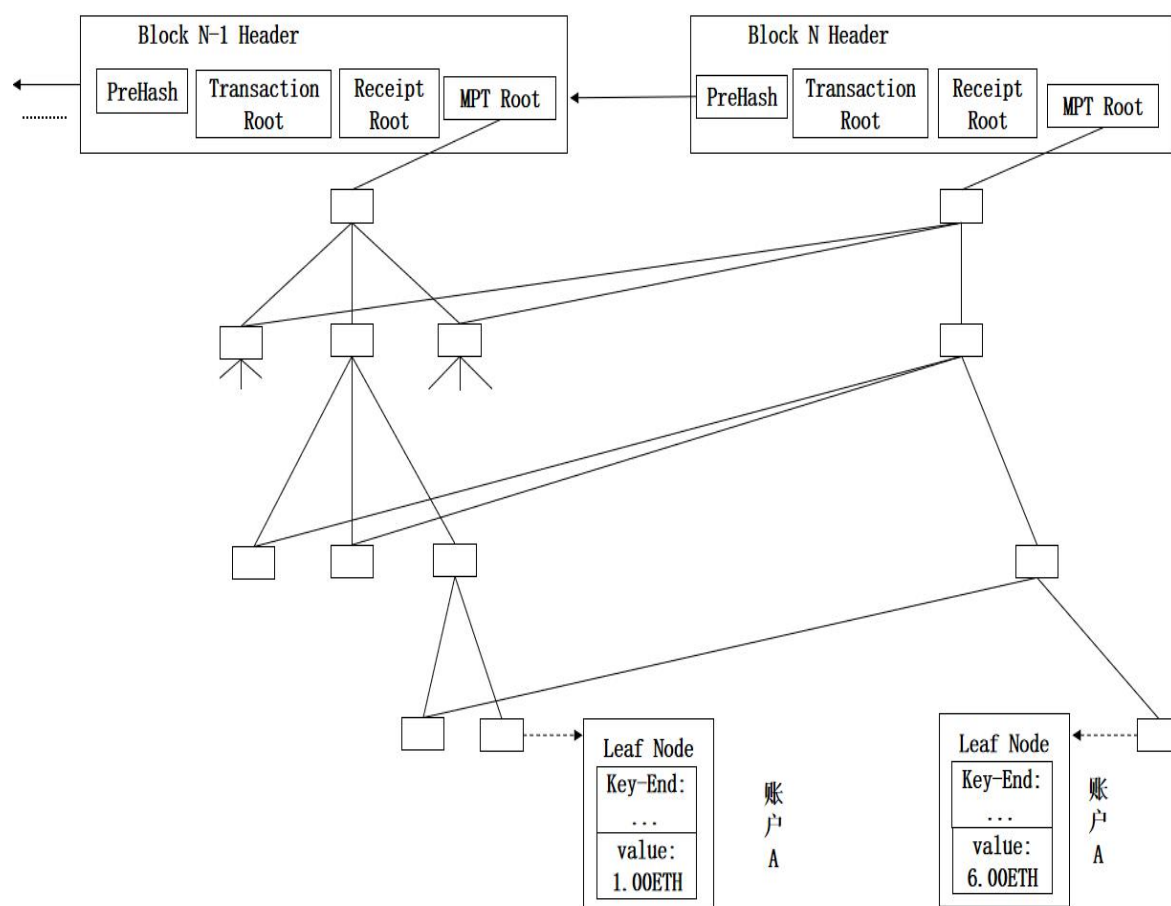 Block N-1 Header
PreHash
Transaction
Root
Receipt
Root
MPT Root
..........
Block N Header
PreHash
Transaction
Root
Receipt
Root
MPT Root
Leaf Node
Key-End:
...
value:
1.00ETH
账
户
A
Leaf Node
Key-End:
...
value:
6.00ETH
账
户
A